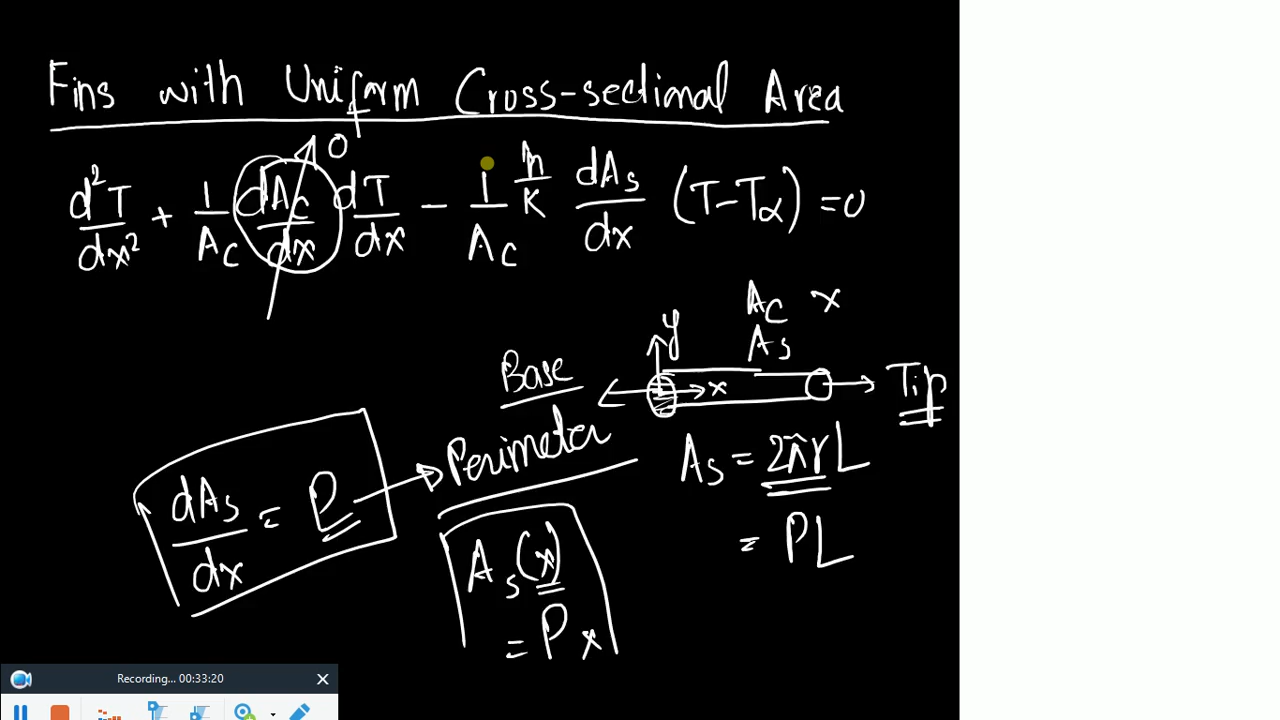 Fins with Uniform Cross-sectional Area
d²T/dx² + 1/Ac dAc/dx dT/dx - 1/Ac h/K dAs/dx (T-Tα) = 0
0
Ac x
As
y
x
Base
Tip
Perimeter
As = 2πrL
= PL
dAs/dx = P
As(x)
= Px
Recording... 00:33:20